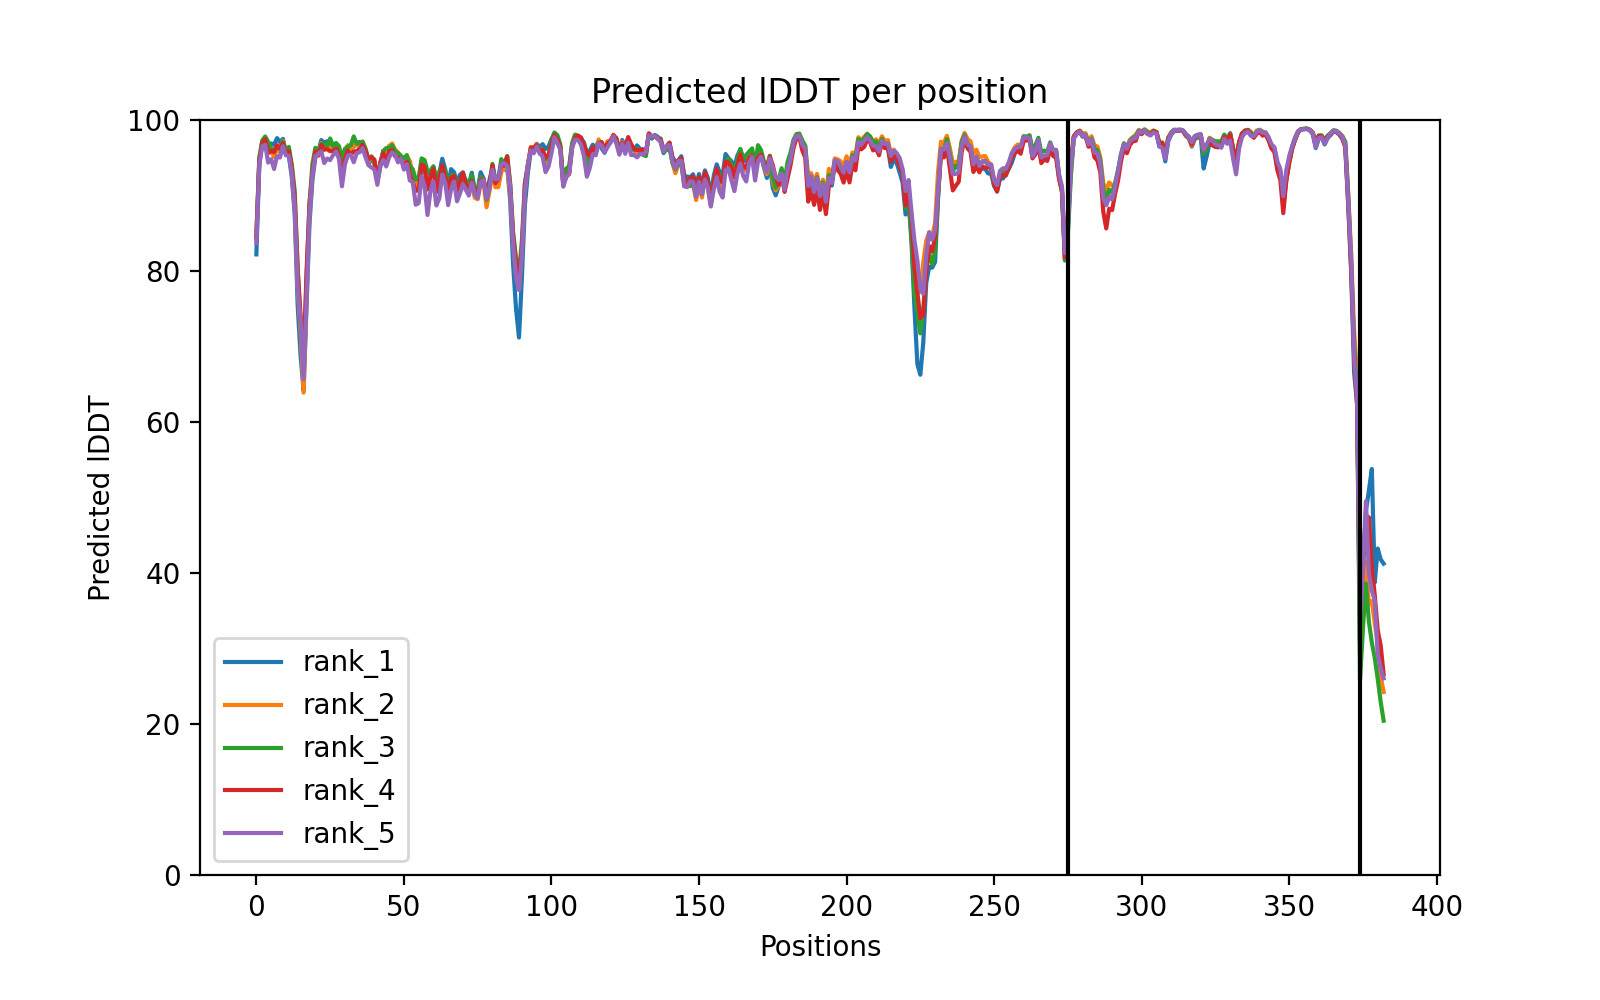 Predicted lDDT per position
100
80
60
40
20
0
Predicted lDDT
rank_1
rank_2
rank_3
rank_4
rank_5
0 50 100 150 200 250 300 350 400
Positions